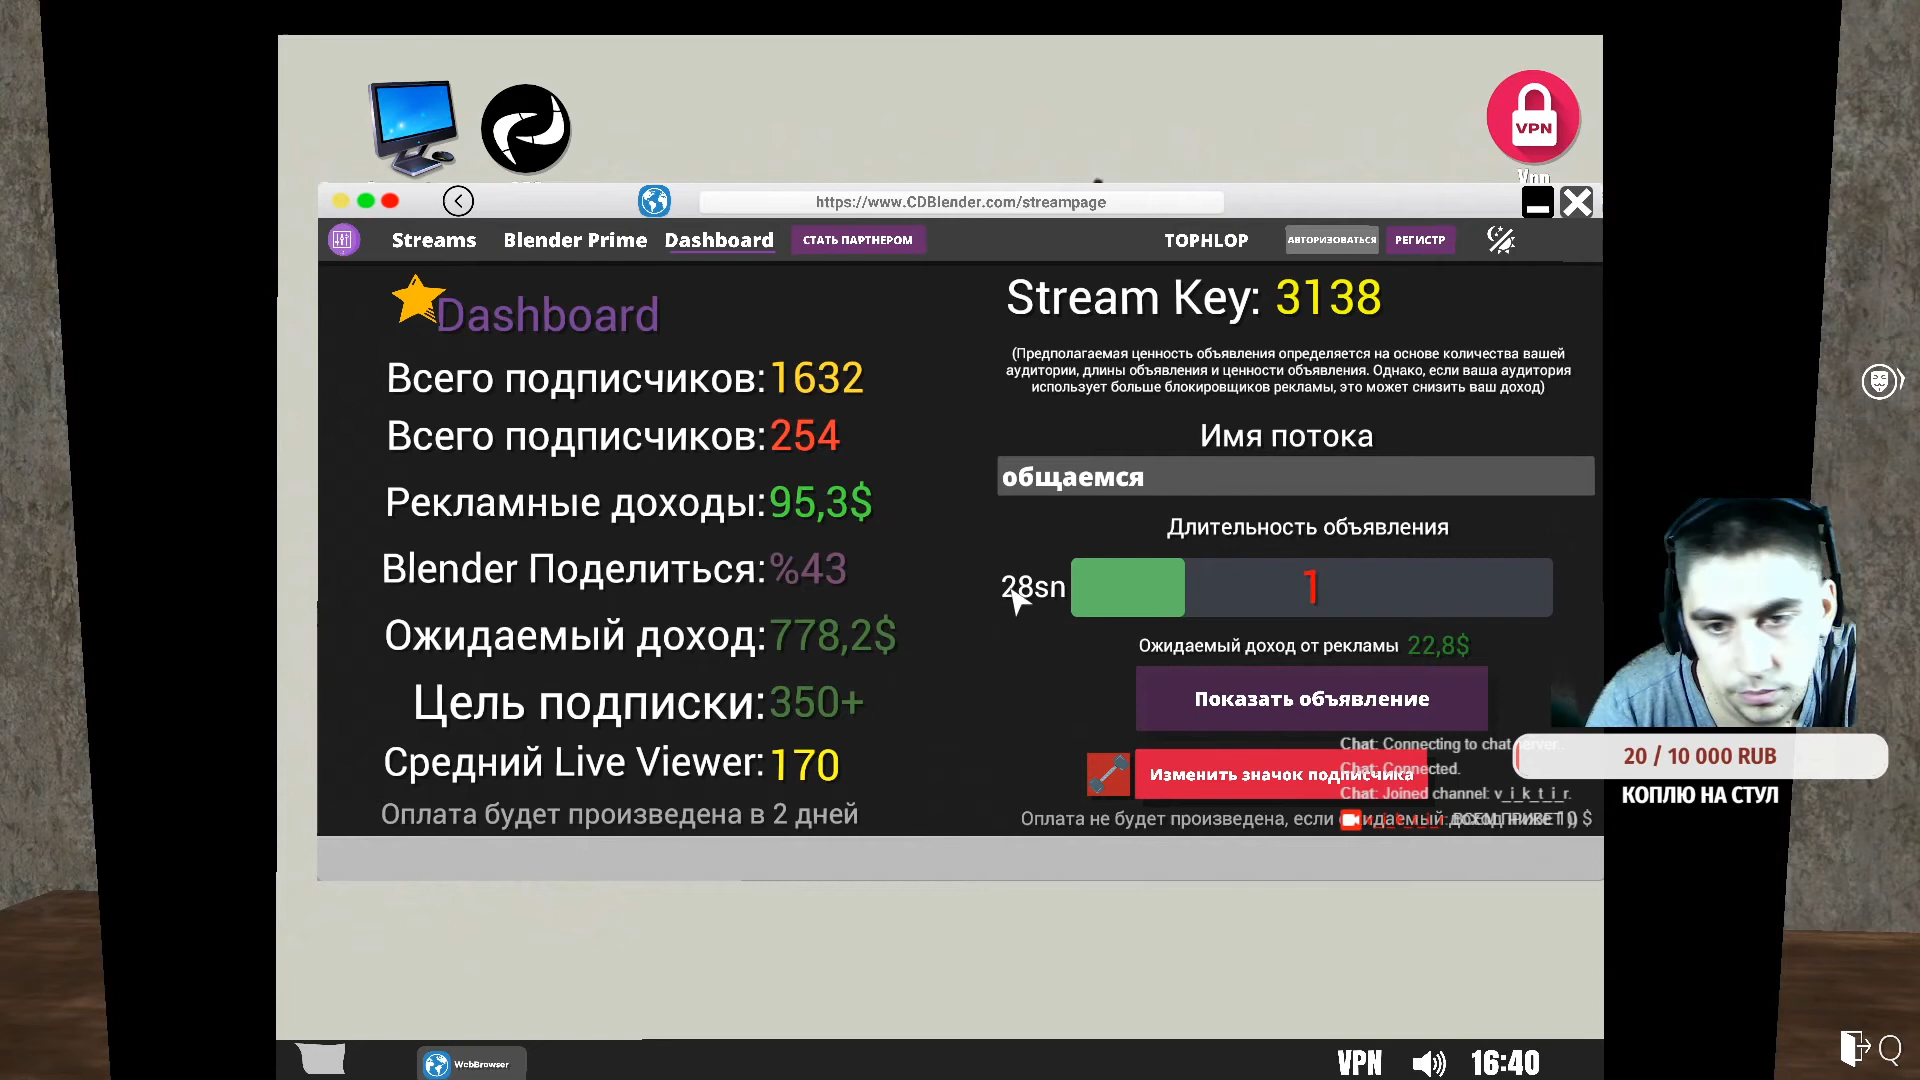 VPN
Vpn
https://www.CDBlender.com/streampage
Streams Blender Prime Dashboard СТАТЬ ПАРТНЕРОМ TOPHLOP АВТОРИЗОВАТЬСЯ РЕГИСТР
Dashboard
Всего подписчиков:1632
Всего подписчиков:254
Рекламные доходы:95,3$
Blender Поделиться:%43
Ожидаемый доход:778,2$
Цель подписки:350+
Средний Live Viewer:170
Оплата будет произведена в 2 дней
Stream Key: 3138
(Предполагаемая ценность объявления определяется на основе количества вашей
аудитории, длины объявления и ценности объявления. Однако, если ваша аудитория
использует больше блокировщиков рекламы, это может снизить ваш доход)
Имя потока
общаемся
Длительность объявления
28sn 1
Ожидаемый доход от рекламы 22,8$
Показать объявление
Изменить значок подписчика
Оплата не будет произведена, если ожидаемый доход $
Chat: Connecting to chat server..
Chat: Connected.
Chat: Joined channel: v_i_k_t_i_r.
20 / 10 000 RUB
КОПЛЮ НА СТУЛ
WebBrowser
VPN 16:40
Q